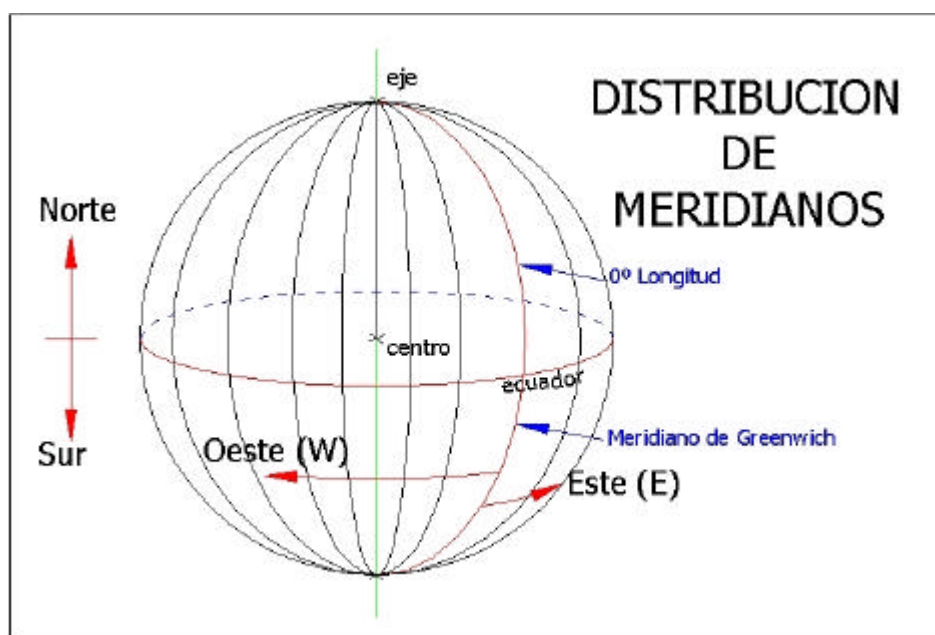 eje
DISTRIBUCION
DE
MERIDIANOS
Norte
0º Longitud
centro
ecuador
Meridiano de Greenwich
Oeste (W)
Sur
Este (E)